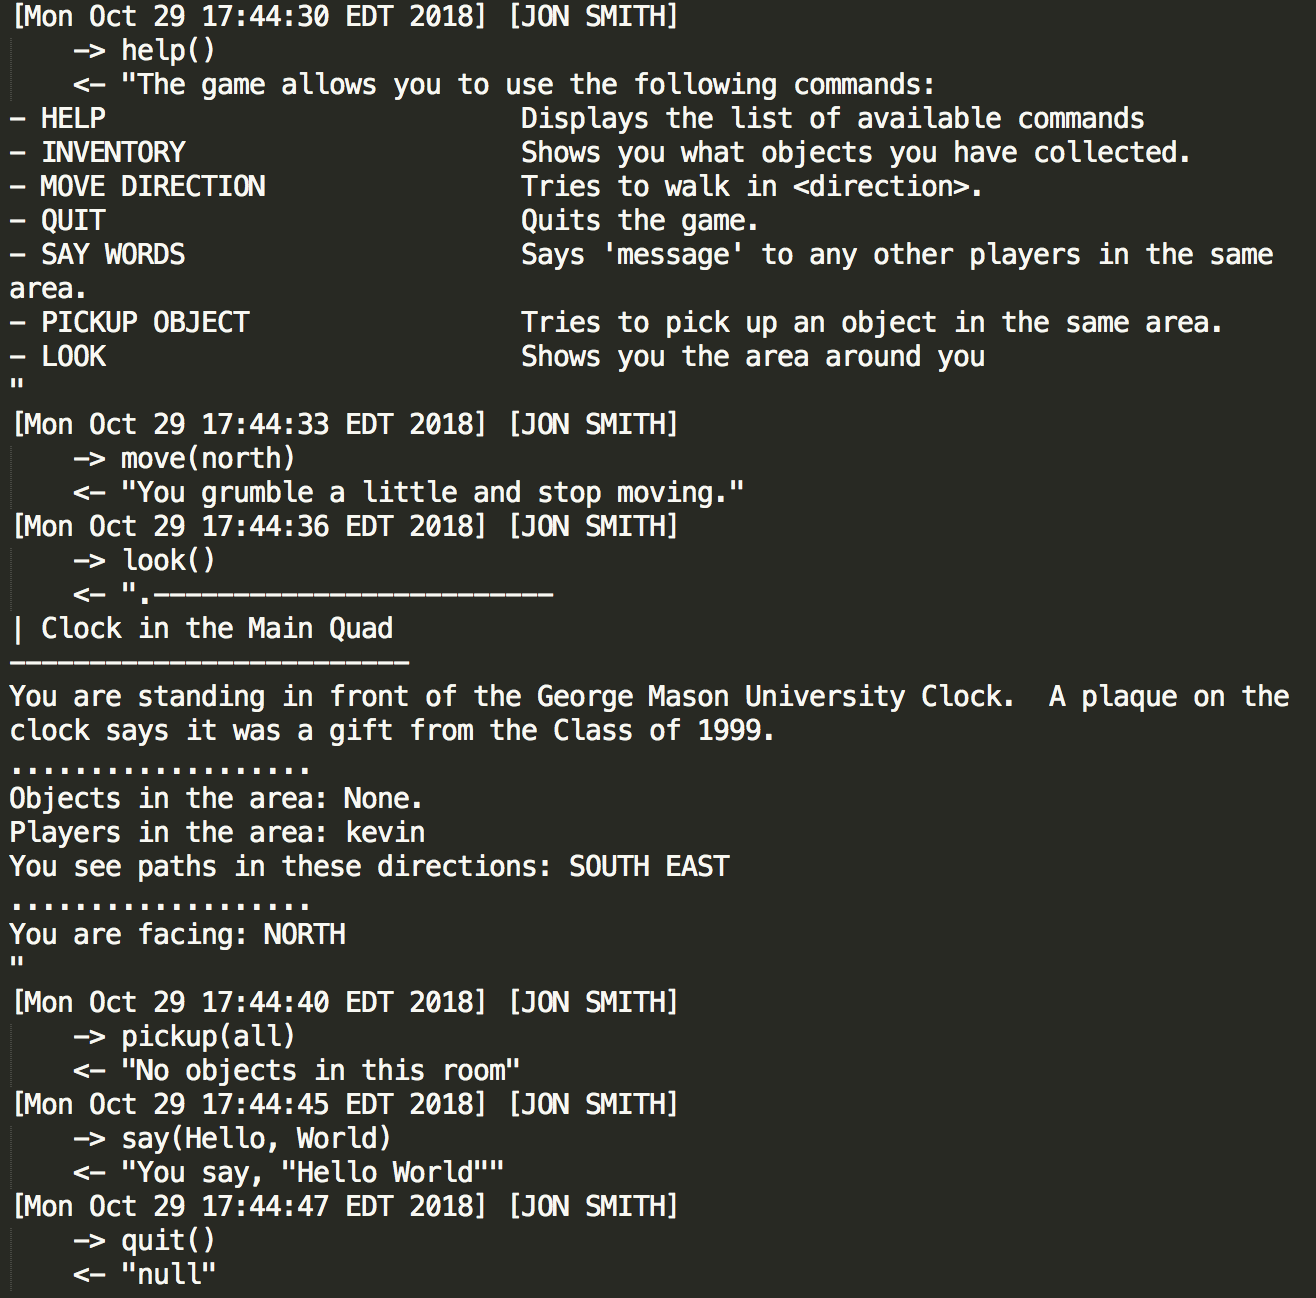 [Mon Oct 29 17:44:30 EDT 2018] [JON SMITH]
    -> help()
    <- "The game allows you to use the following commands:
- HELP                          Displays the list of available commands
- INVENTORY                     Shows you what objects you have collected.
- MOVE DIRECTION                Tries to walk in <direction>.
- QUIT                          Quits the game.
- SAY WORDS                     Says 'message' to any other players in the same
area.
- PICKUP OBJECT                 Tries to pick up an object in the same area.
- LOOK                          Shows you the area around you
"
[Mon Oct 29 17:44:33 EDT 2018] [JON SMITH]
    -> move(north)
    <- "You grumble a little and stop moving."
[Mon Oct 29 17:44:36 EDT 2018] [JON SMITH]
    -> look()
    <- ".-------------------------
| Clock in the Main Quad
-------------------------
You are standing in front of the George Mason University Clock.  A plaque on the
clock says it was a gift from the Class of 1999.
...................
Objects in the area: None.
Players in the area: kevin
You see paths in these directions: SOUTH EAST
...................
You are facing: NORTH
"
[Mon Oct 29 17:44:40 EDT 2018] [JON SMITH]
    -> pickup(all)
    <- "No objects in this room"
[Mon Oct 29 17:44:45 EDT 2018] [JON SMITH]
    -> say(Hello, World)
    <- "You say, "Hello World""
[Mon Oct 29 17:44:47 EDT 2018] [JON SMITH]
    -> quit()
    <- "null"